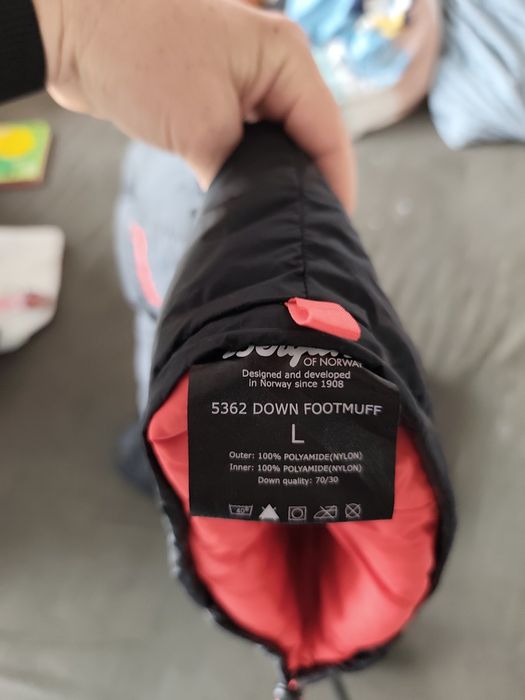 OF NORWAY
Designed and developed
in Norway since 1908
5362 DOWN FOOTMUFF
L
Outer: 100% POLYAMIDE(NYLON)
Inner: 100% POLYAMIDE(NYLON)
Down quality: 70/30
40°